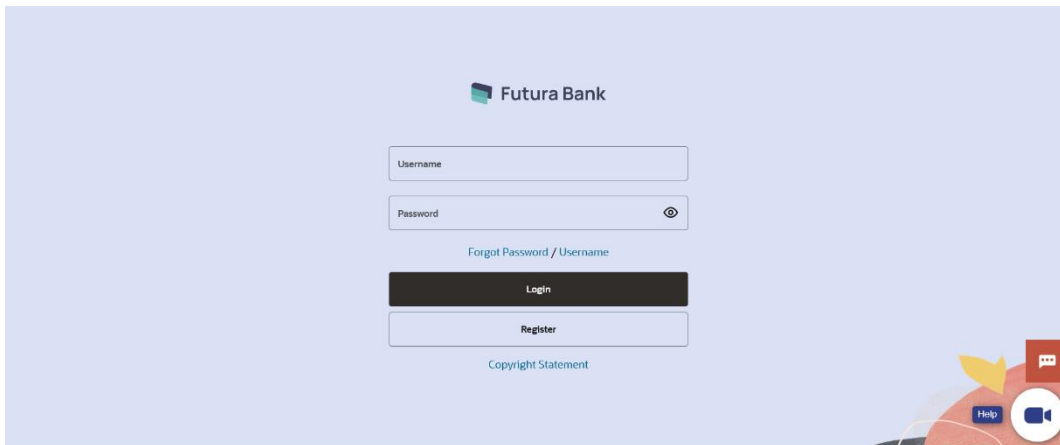 Futura Bank
Username
Password
Forgot Password / Username
Login
Register
Copyright Statement
Help